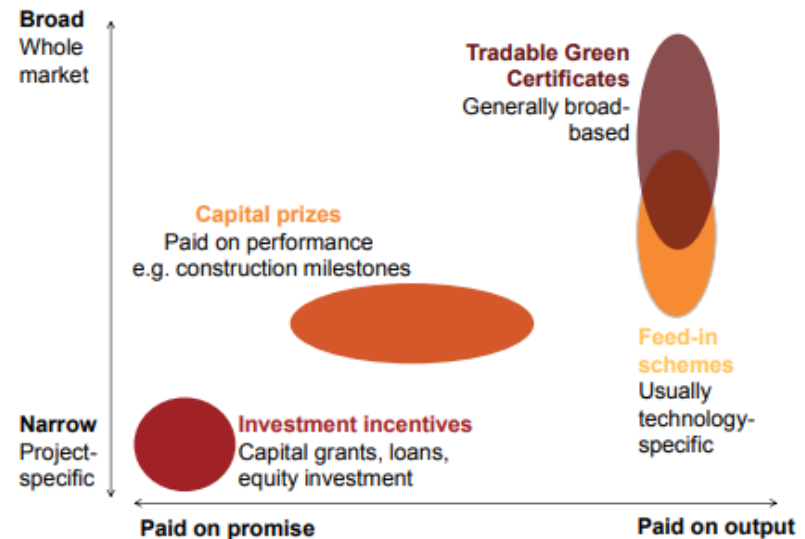 Broad
Whole
market
Tradable Green
Certificates
Generally broad-
based
Capital prizes
Paid on performance
e.g. construction milestones
Feed-in
schemes
Usually
technology-
specific
Narrow
Project-
specific
Investment incentives
Capital grants, loans,
equity investment
Paid on promise
Paid on output